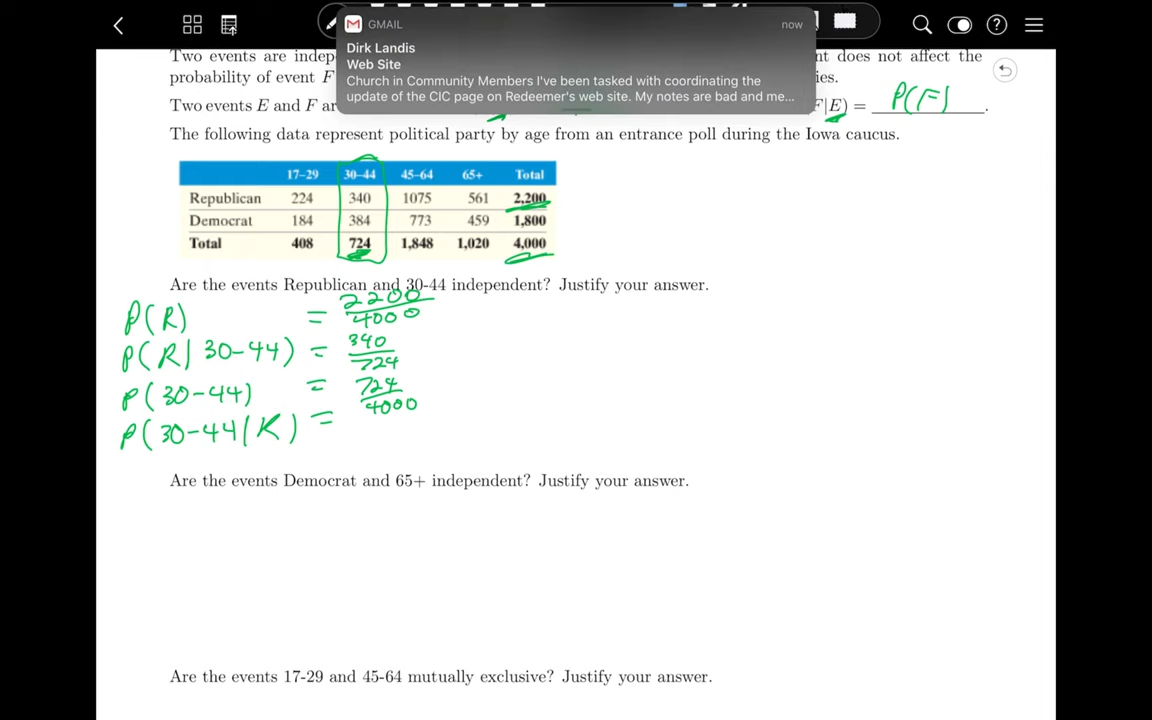 GMAIL
now
Dirk Landis
Web Site
Church in Community Members I've been tasked with coordinating the
update of the CIC page on Redeemer's web site. My notes are bad and me...
Two events are indep nt does not affect the
probability of event F ies.
Two events E and F ar F|E) = P(F) .
The following data represent political party by age from an entrance poll during the Iowa caucus.
17–29 30–44 45–64 65+ Total
Republican 224 340 1075 561 2,200
Democrat 184 384 773 459 1,800
Total 408 724 1,848 1,020 4,000
Are the events Republican and 30-44 independent? Justify your answer.
P(R) = 2200/4000
P(R| 30-44) = 340/724
P(30-44) = 724/4000
P(30-44|R) =
Are the events Democrat and 65+ independent? Justify your answer.
Are the events 17-29 and 45-64 mutually exclusive? Justify your answer.